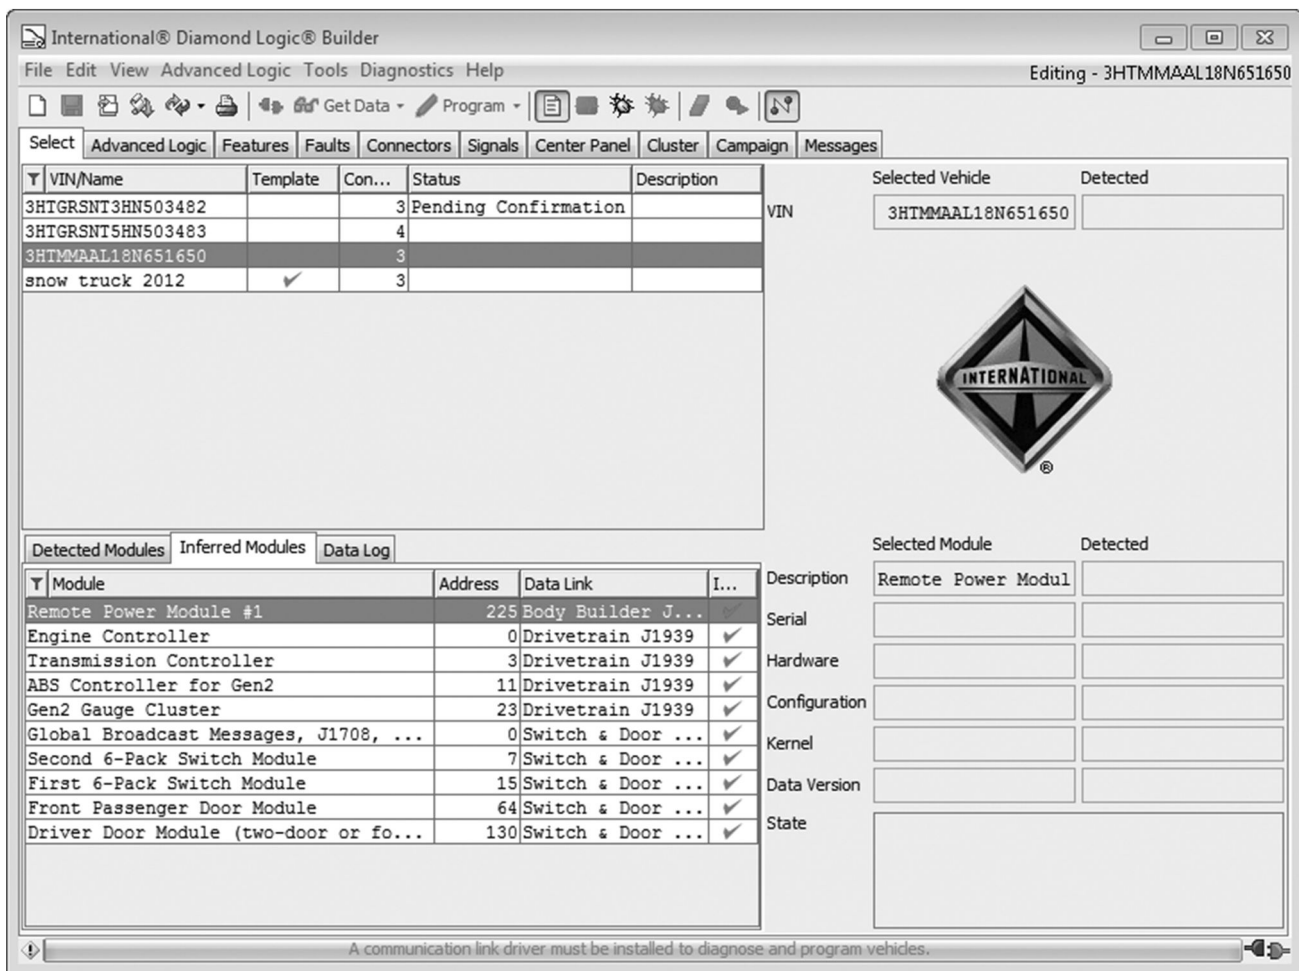 International® Diamond Logic® Builder
File Edit View Advanced Logic Tools Diagnostics Help
Editing - 3HTMMAAL18N651650
Get Data Program
Select Advanced Logic Features Faults Connectors Signals Center Panel Cluster Campaign Messages
VIN/Name Template Con... Status Description
3HTGRSNT3HN503482 3 Pending Confirmation
3HTGRSNT5HN503483 4
3HTMMAAL18N651650 3
snow truck 2012 3
Selected Vehicle Detected
VIN 3HTMMAAL18N651650
INTERNATIONAL
®
Detected Modules Inferred Modules Data Log
Module Address Data Link I...
Remote Power Module #1 225 Body Builder J...
Engine Controller 0 Drivetrain J1939
Transmission Controller 3 Drivetrain J1939
ABS Controller for Gen2 11 Drivetrain J1939
Gen2 Gauge Cluster 23 Drivetrain J1939
Global Broadcast Messages, J1708, ... 0 Switch & Door ...
Second 6-Pack Switch Module 7 Switch & Door ...
First 6-Pack Switch Module 15 Switch & Door ...
Front Passenger Door Module 64 Switch & Door ...
Driver Door Module (two-door or fo... 130 Switch & Door ...
Selected Module Detected
Description Remote Power Modul
Serial
Hardware
Configuration
Kernel
Data Version
State
A communication link driver must be installed to diagnose and program vehicles.